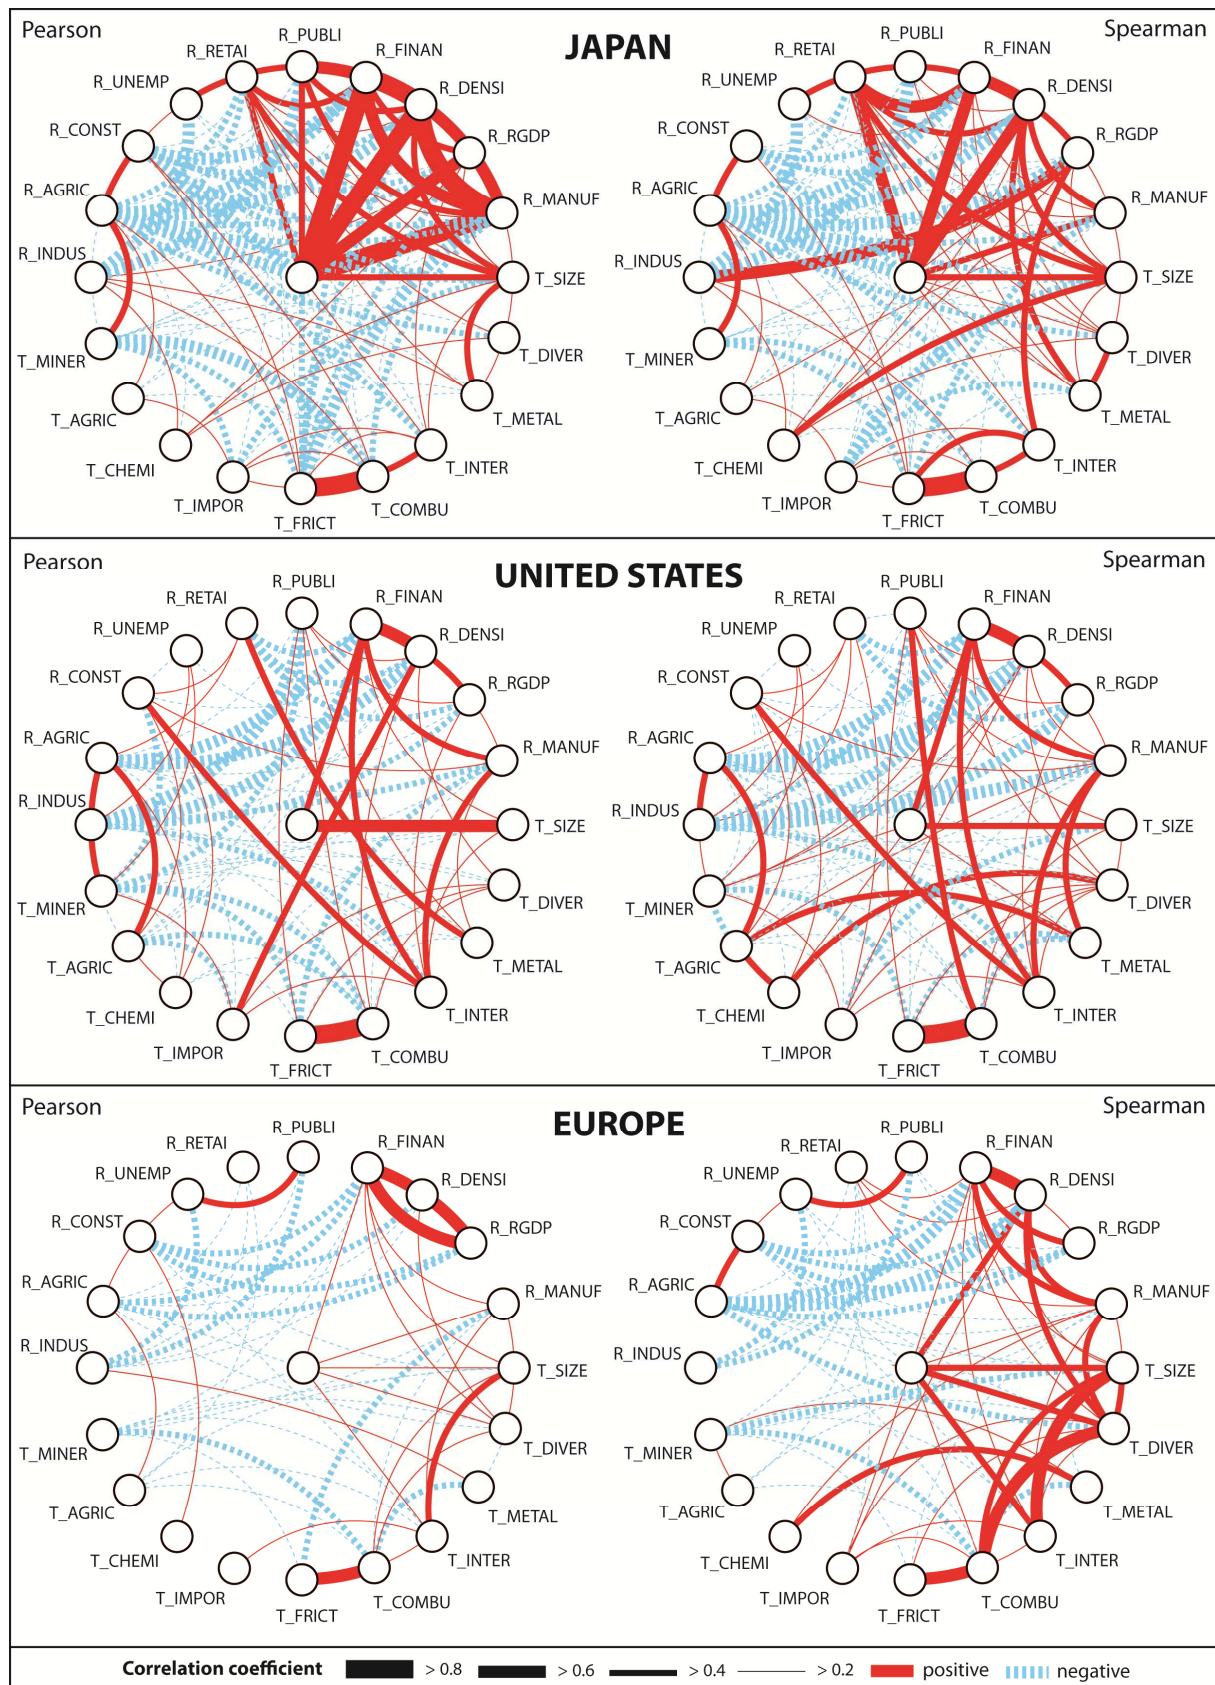 Pearson
JAPAN
Spearman
R_PUBLI
R_FINAN
R_RETAI
R_DENSI
R_UNEMP
R_RGDP
R_CONST
R_MANUF
R_AGRIC
T_SIZE
R_INDUS
T_DIVER
T_MINER
T_METAL
T_AGRIC
T_INTER
T_CHEMI
T_COMBU
T_IMPOR
T_FRICT
R_PUBLI
R_FINAN
R_RETAI
R_DENSI
R_UNEMP
R_RGDP
R_CONST
R_MANUF
R_AGRIC
T_SIZE
R_INDUS
T_DIVER
T_MINER
T_METAL
T_AGRIC
T_INTER
T_CHEMI
T_COMBU
T_IMPOR
T_FRICT
Pearson
UNITED STATES
Spearman
R_PUBLI
R_FINAN
R_RETAI
R_DENSI
R_UNEMP
R_RGDP
R_CONST
R_MANUF
R_AGRIC
T_SIZE
R_INDUS
T_DIVER
T_MINER
T_METAL
T_AGRIC
T_INTER
T_CHEMI
T_COMBU
T_IMPOR
T_FRICT
R_PUBLI
R_FINAN
R_RETAI
R_DENSI
R_UNEMP
R_RGDP
R_CONST
R_MANUF
R_AGRIC
T_SIZE
R_INDUS
T_DIVER
T_MINER
T_METAL
T_AGRIC
T_INTER
T_CHEMI
T_COMBU
T_IMPOR
T_FRICT
Pearson
EUROPE
Spearman
R_PUBLI
R_FINAN
R_RETAI
R_DENSI
R_UNEMP
R_RGDP
R_CONST
R_MANUF
R_AGRIC
T_SIZE
R_INDUS
T_DIVER
T_MINER
T_METAL
T_AGRIC
T_INTER
T_CHEMI
T_COMBU
T_IMPOR
T_FRICT
R_PUBLI
R_FINAN
R_RETAI
R_DENSI
R_UNEMP
R_RGDP
R_CONST
R_MANUF
R_AGRIC
T_SIZE
R_INDUS
T_DIVER
T_MINER
T_METAL
T_AGRIC
T_INTER
T_CHEMI
T_COMBU
T_IMPOR
T_FRICT
Correlation coefficient > 0.8 > 0.6 > 0.4 > 0.2 positive negative